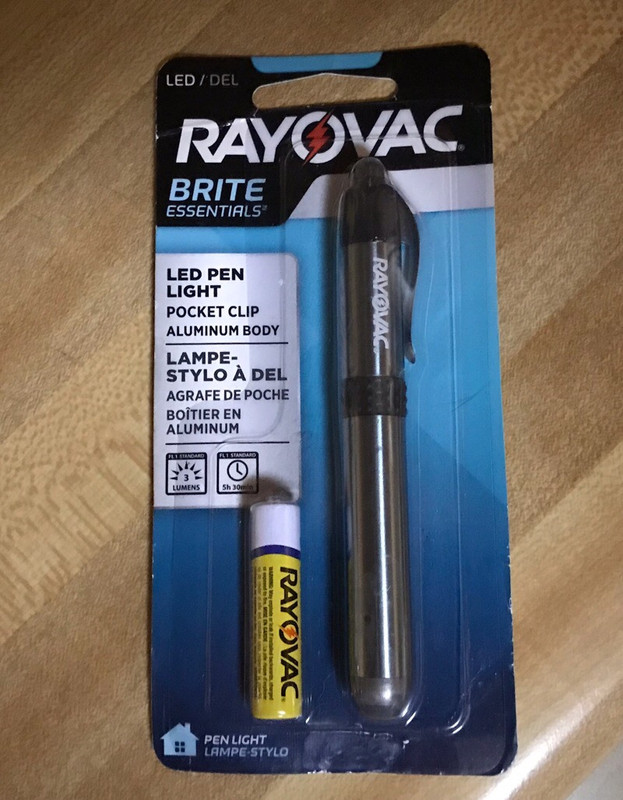 LED / DEL
RAYOVAC®
BRITE
ESSENTIALS
RAYOVAC
LED PEN
LIGHT
POCKET CLIP
ALUMINUM BODY
LAMPE-
STYLO À DEL
AGRAFE DE POCHE
BOÎTIER EN
ALUMINUM
FL 1 STANDARD
3
LUMENS
FL 1 STANDARD
5h 30min
RAYOVAC
PEN LIGHT
LAMPE-STYLO